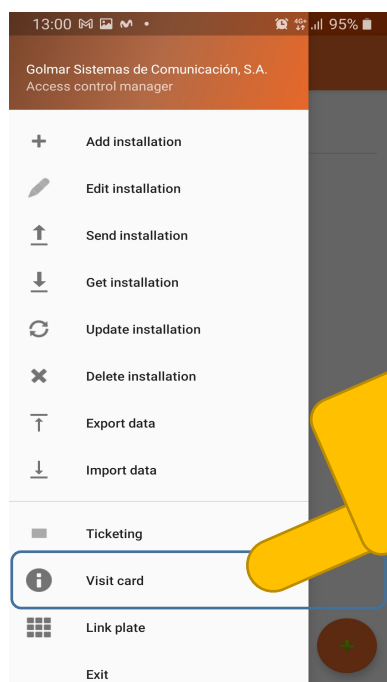 13:00 4G+ 95%
Golmar Sistemas de Comunicación, S.A.
Access control manager
Add installation
Edit installation
Send installation
Get installation
Update installation
Delete installation
Export data
Import data
Ticketing
Visit card
Link plate
Exit